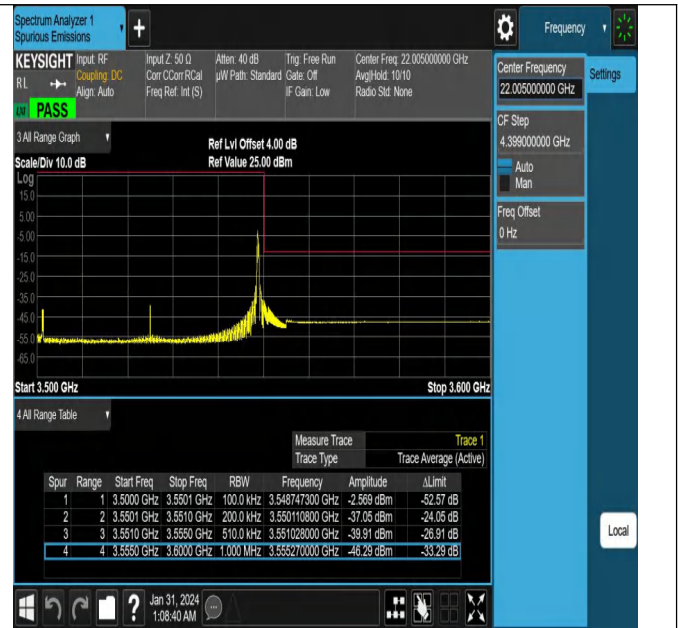 Spectrum Analyzer 1
Spurious Emissions
+
Frequency
KEYSIGHT Input: RF Input Z: 50 Ω Atten: 40 dB Trig: Free Run Center Freq: 22.005000000 GHz
RL Coupling: DC Corr CCorr RCal µW Path: Standard Gate: Off Avg|Hold: 10/10
Align: Auto Freq Ref: Int (S) IF Gain: Low Radio Std: None
LXI PASS
Center Frequency
22.005000000 GHz
Settings
CF Step
4.399000000 GHz
Auto
Man
Freq Offset
0 Hz
Local
3 All Range Graph
Ref Lvl Offset 4.00 dB
Scale/Div 10.0 dB Ref Value 25.00 dBm
Log
15.0
5.00
-5.00
-15.0
-25.0
-35.0
-45.0
-55.0
-65.0
Start 3.500 GHz Stop 3.600 GHz
4 All Range Table
Measure Trace Trace 1
Trace Type Trace Average (Active)
Spur Range Start Freq Stop Freq RBW Frequency Amplitude ΔLimit
1 1 3.5000 GHz 3.5501 GHz 100.0 kHz 3.548747300 GHz -2.569 dBm -52.57 dB
2 2 3.5501 GHz 3.5510 GHz 200.0 kHz 3.550110800 GHz -37.05 dBm -24.05 dB
3 3 3.5510 GHz 3.5550 GHz 510.0 kHz 3.551028000 GHz -39.91 dBm -26.91 dB
4 4 3.5550 GHz 3.6000 GHz 1.000 MHz 3.555270000 GHz -46.29 dBm -33.29 dB
?
Jan 31, 2024
1:08:40 AM